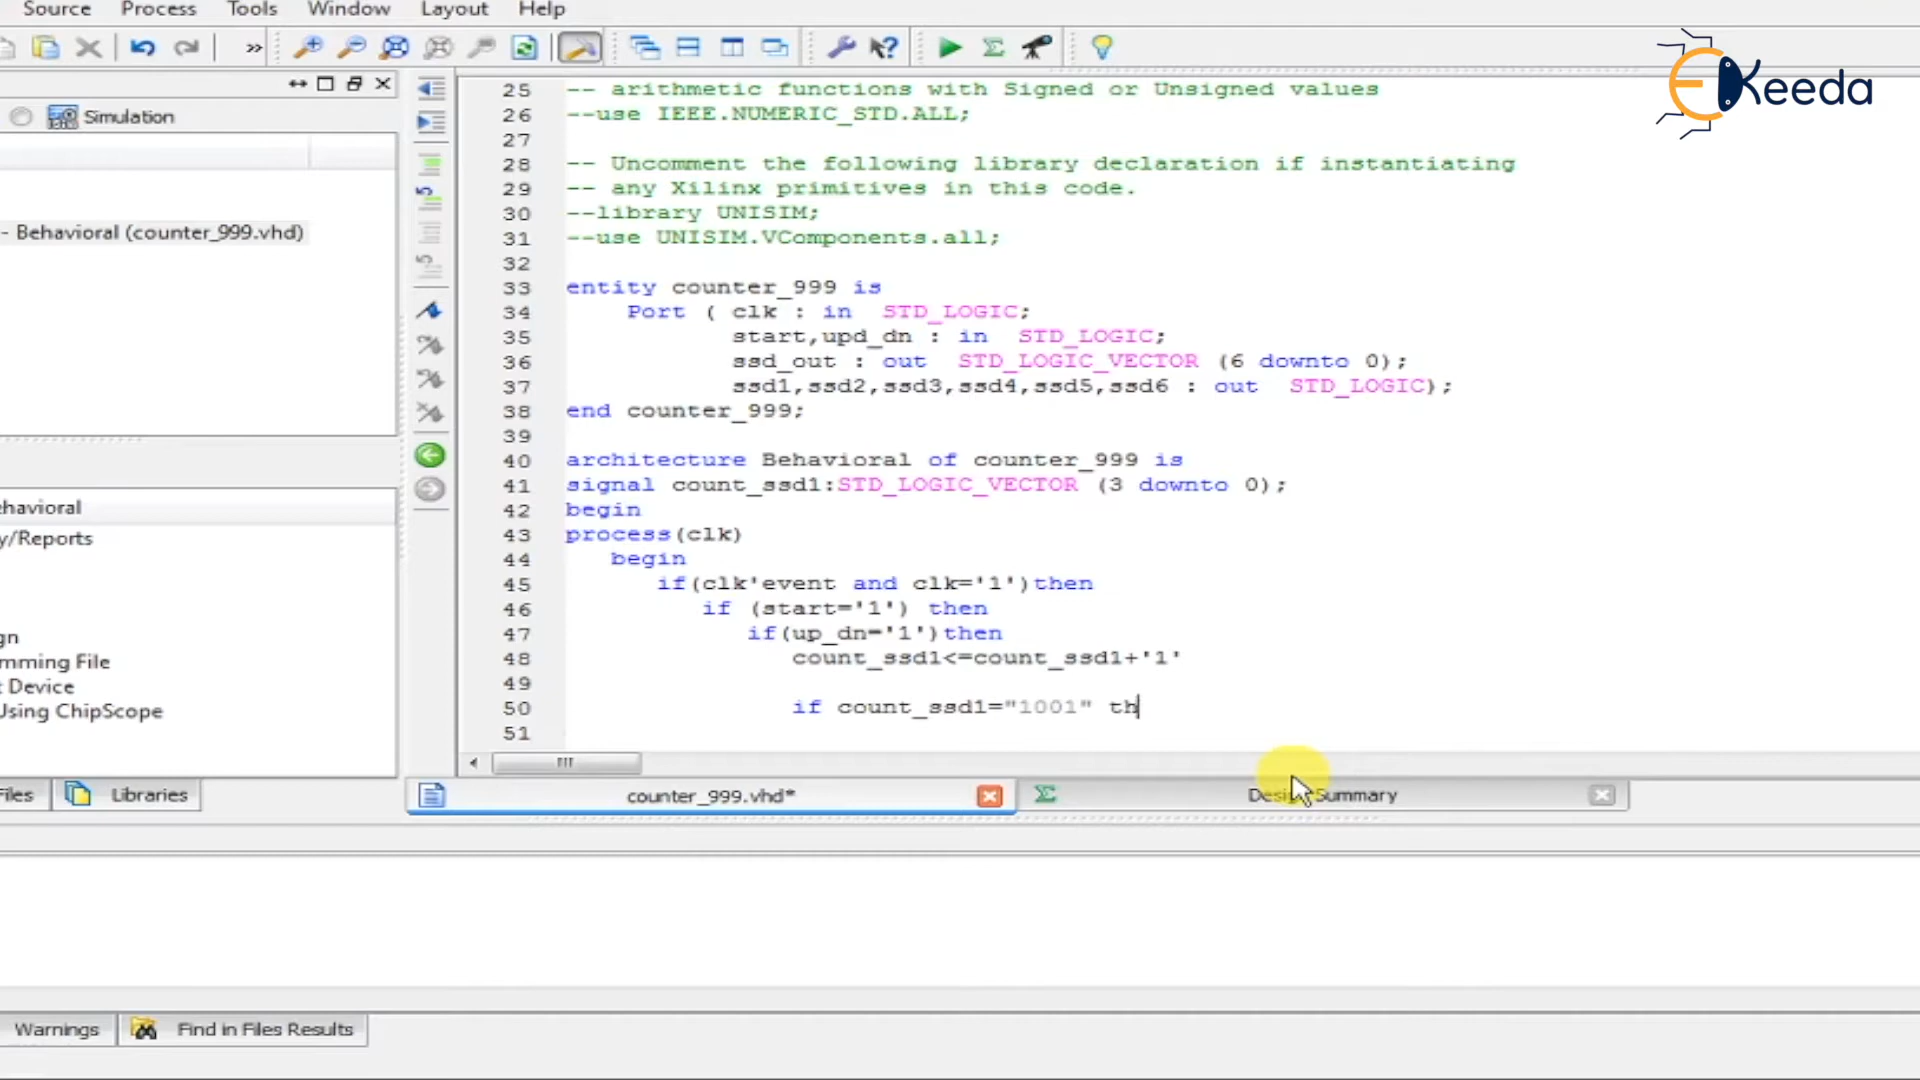 Source Process Tools Window Layout Help
»
Keeda
Simulation
- Behavioral (counter_999.vhd)
ehavioral
y/Reports
gn
mming File
t Device
Using ChipScope
Files Libraries
25 -- arithmetic functions with Signed or Unsigned values
26 --use IEEE.NUMERIC_STD.ALL;
27
28 -- Uncomment the following library declaration if instantiating
29 -- any Xilinx primitives in this code.
30 --library UNISIM;
31 --use UNISIM.VComponents.all;
32
33 entity counter_999 is
34 Port ( clk : in STD_LOGIC;
35 start,upd_dn : in STD_LOGIC;
36 ssd_out : out STD_LOGIC_VECTOR (6 downto 0);
37 ssd1,ssd2,ssd3,ssd4,ssd5,ssd6 : out STD_LOGIC);
38 end counter_999;
39
40 architecture Behavioral of counter_999 is
41 signal count_ssd1:STD_LOGIC_VECTOR (3 downto 0);
42 begin
43 process(clk)
44 begin
45 if(clk'event and clk='1')then
46 if (start='1') then
47 if(up_dn='1')then
48 count_ssd1<=count_ssd1+'1'
49
50 if count_ssd1="1001" th
51
counter_999.vhd* Design Summary
Warnings Find in Files Results